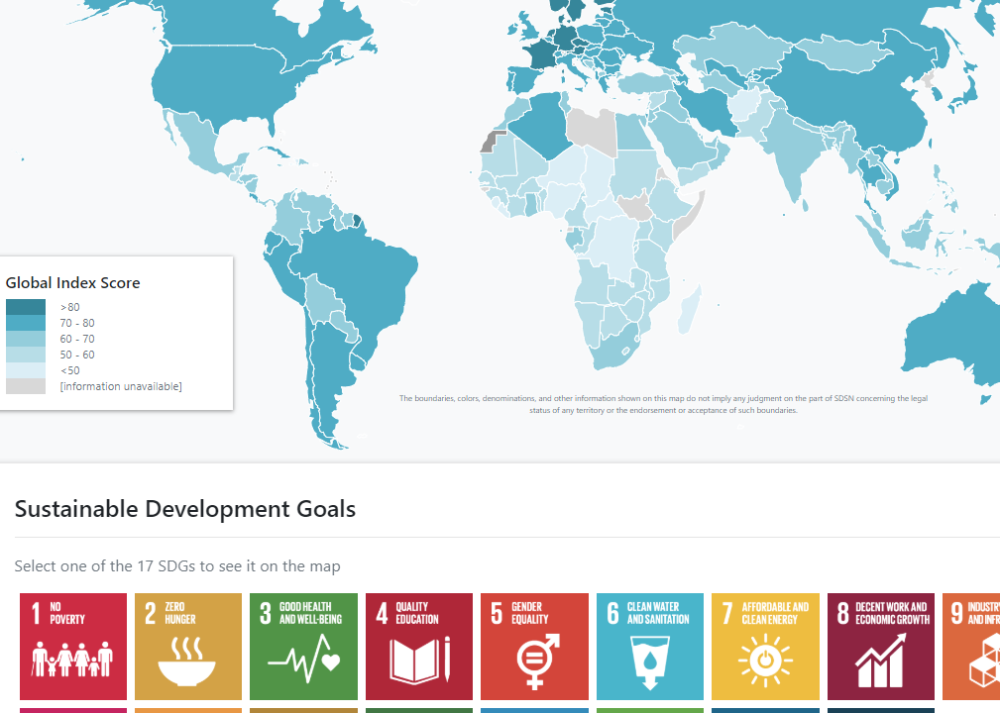 Global Index Score
>80
70 - 80
60 - 70
50 - 60
<50
[information unavailable]
The boundaries, colors, denominations, and other information shown on this map do not imply any judgment on the part of SDSN concerning the legal
status of any territory or the endorsement or acceptance of such boundaries.
Sustainable Development Goals
Select one of the 17 SDGs to see it on the map
1 NO
POVERTY
2 ZERO
HUNGER
3 GOOD HEALTH
AND WELL-BEING
4 QUALITY
EDUCATION
5 GENDER
EQUALITY
6 CLEAN WATER
AND SANITATION
7 AFFORDABLE AND
CLEAN ENERGY
8 DECENT WORK AND
ECONOMIC GROWTH
9